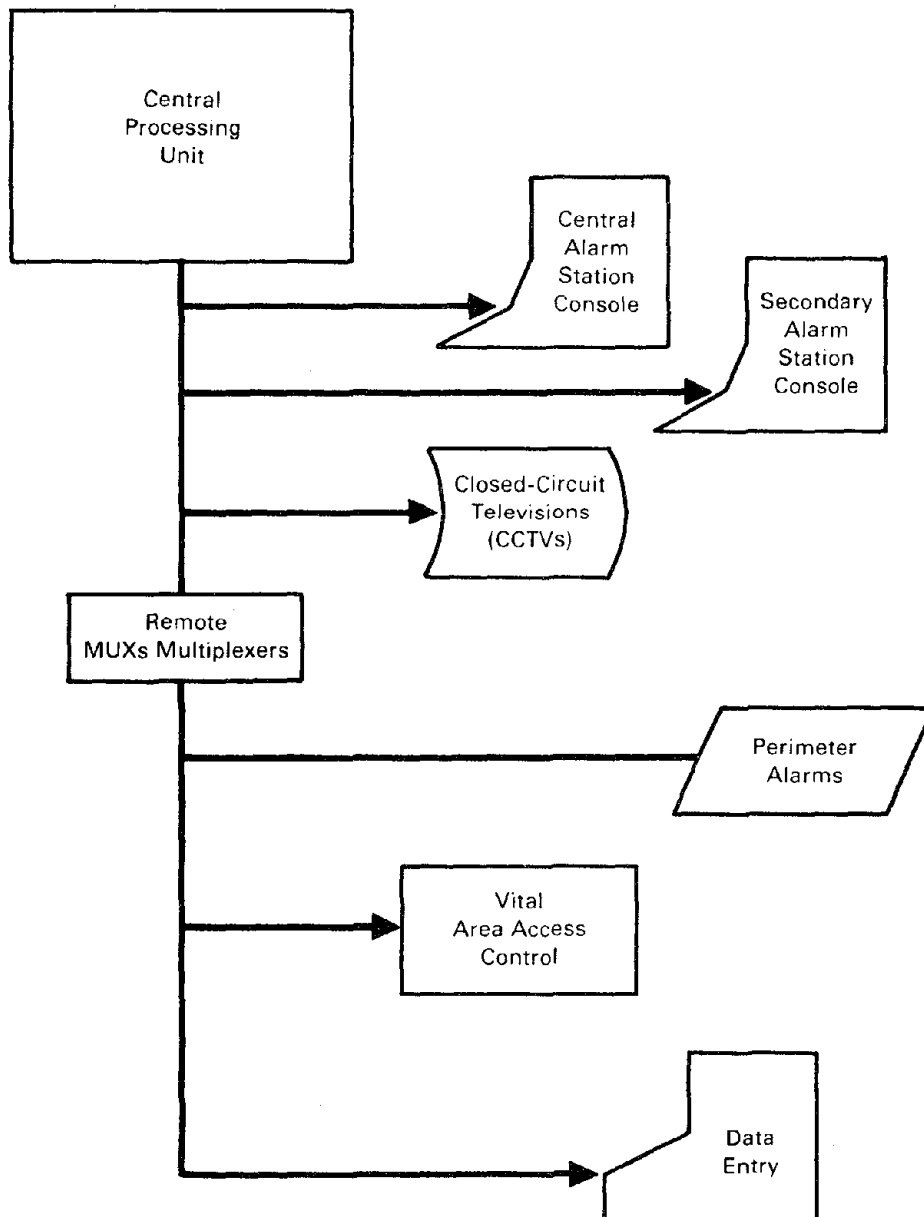 Central
Processing
Unit
Central
Alarm
Station
Console
Secondary
Alarm
Station
Console
Closed-Circuit
Televisions
(CCTVs)
Remote
MUXs Multiplexers
Perimeter
Alarms
Vital
Area Access
Control
Data
Entry